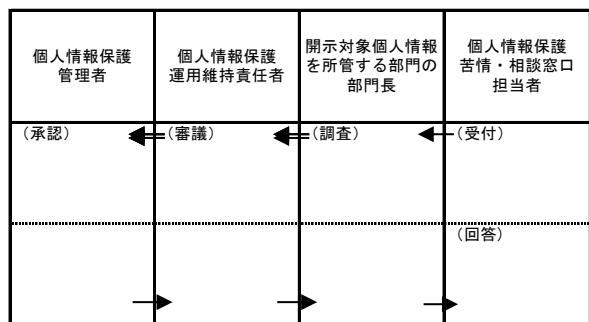 個人情報保護
管理者
個人情報保護
運用維持責任者
開示対象個人情報
を所管する部門の
部門長
個人情報保護
苦情・相談窓口
担当者
(承認)
(審議)
(調査)
(受付)
(回答)